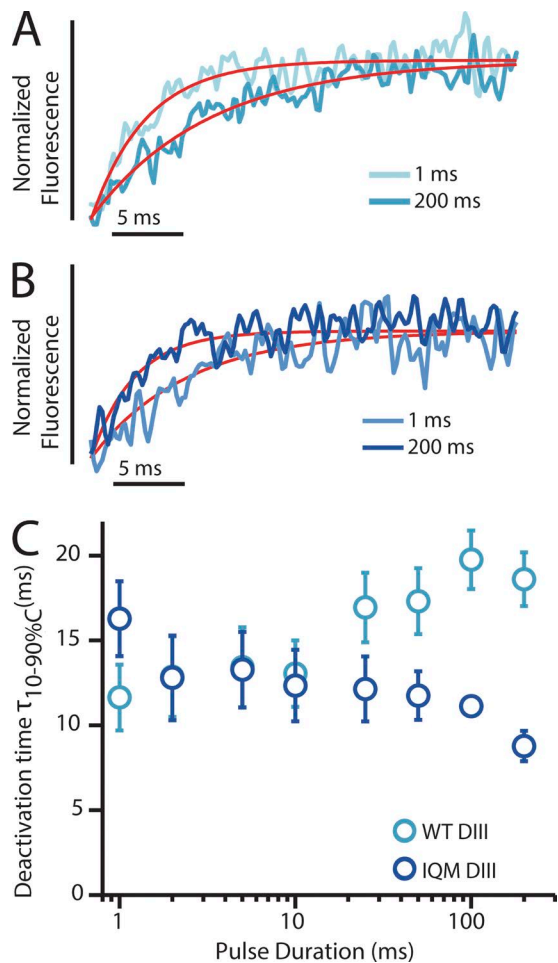 A
Normalized
Fluorescence
1 ms
200 ms
5 ms
B
Normalized
Fluorescence
1 ms
200 ms
5 ms
C
Deactivation time τ10-90%C(ms)
20
15
10
5
0
WT DIII
IQM DIII
1
10
100
Pulse Duration (ms)